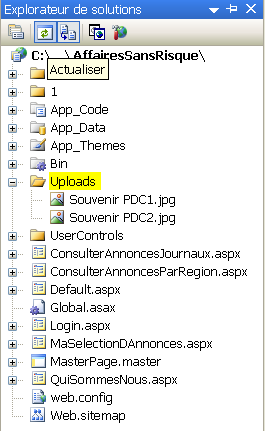 Explorateur de solutions
C:\...\AffairesSansRisque\
Actualiser
1
App_Code
App_Data
App_Themes
Bin
Uploads
Souvenir PDC1.jpg
Souvenir PDC2.jpg
UserControls
ConsulterAnnoncesJournaux.aspx
ConsulterAnnoncesParRegion.aspx
Default.aspx
Global.asax
Login.aspx
MaSelectionDAnnonces.aspx
MasterPage.master
QuiSommesNous.aspx
web.config
Web.sitemap